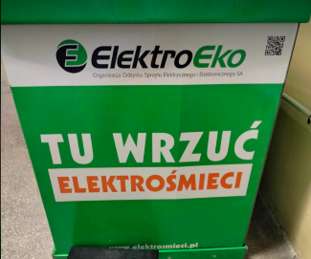 ElektroEko
Organizacja Odzysku Sprzętu Elektrycznego i Elektronicznego SA
TU WRZUĆ
ELEKTROŚMIECI
www.elektrosmieci.pl